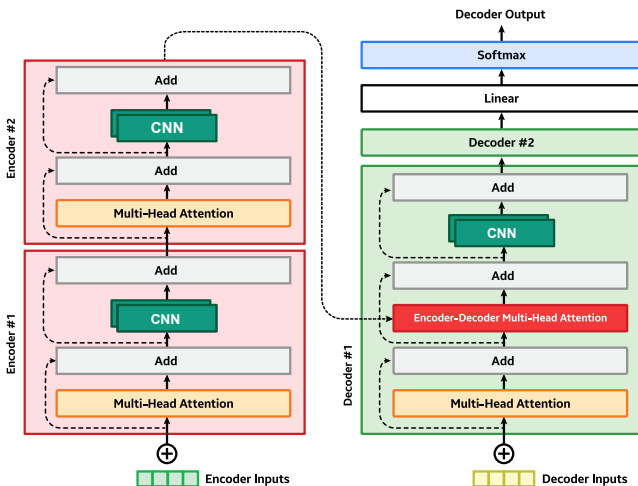 Decoder Output
Softmax
Linear
Decoder #2
Encoder #2
Add
CNN
Add
Multi-Head Attention
Encoder #1
Add
CNN
Add
Multi-Head Attention
Encoder Inputs
Decoder #1
Add
CNN
Add
Encoder-Decoder Multi-Head Attention
Add
Multi-Head Attention
Decoder Inputs